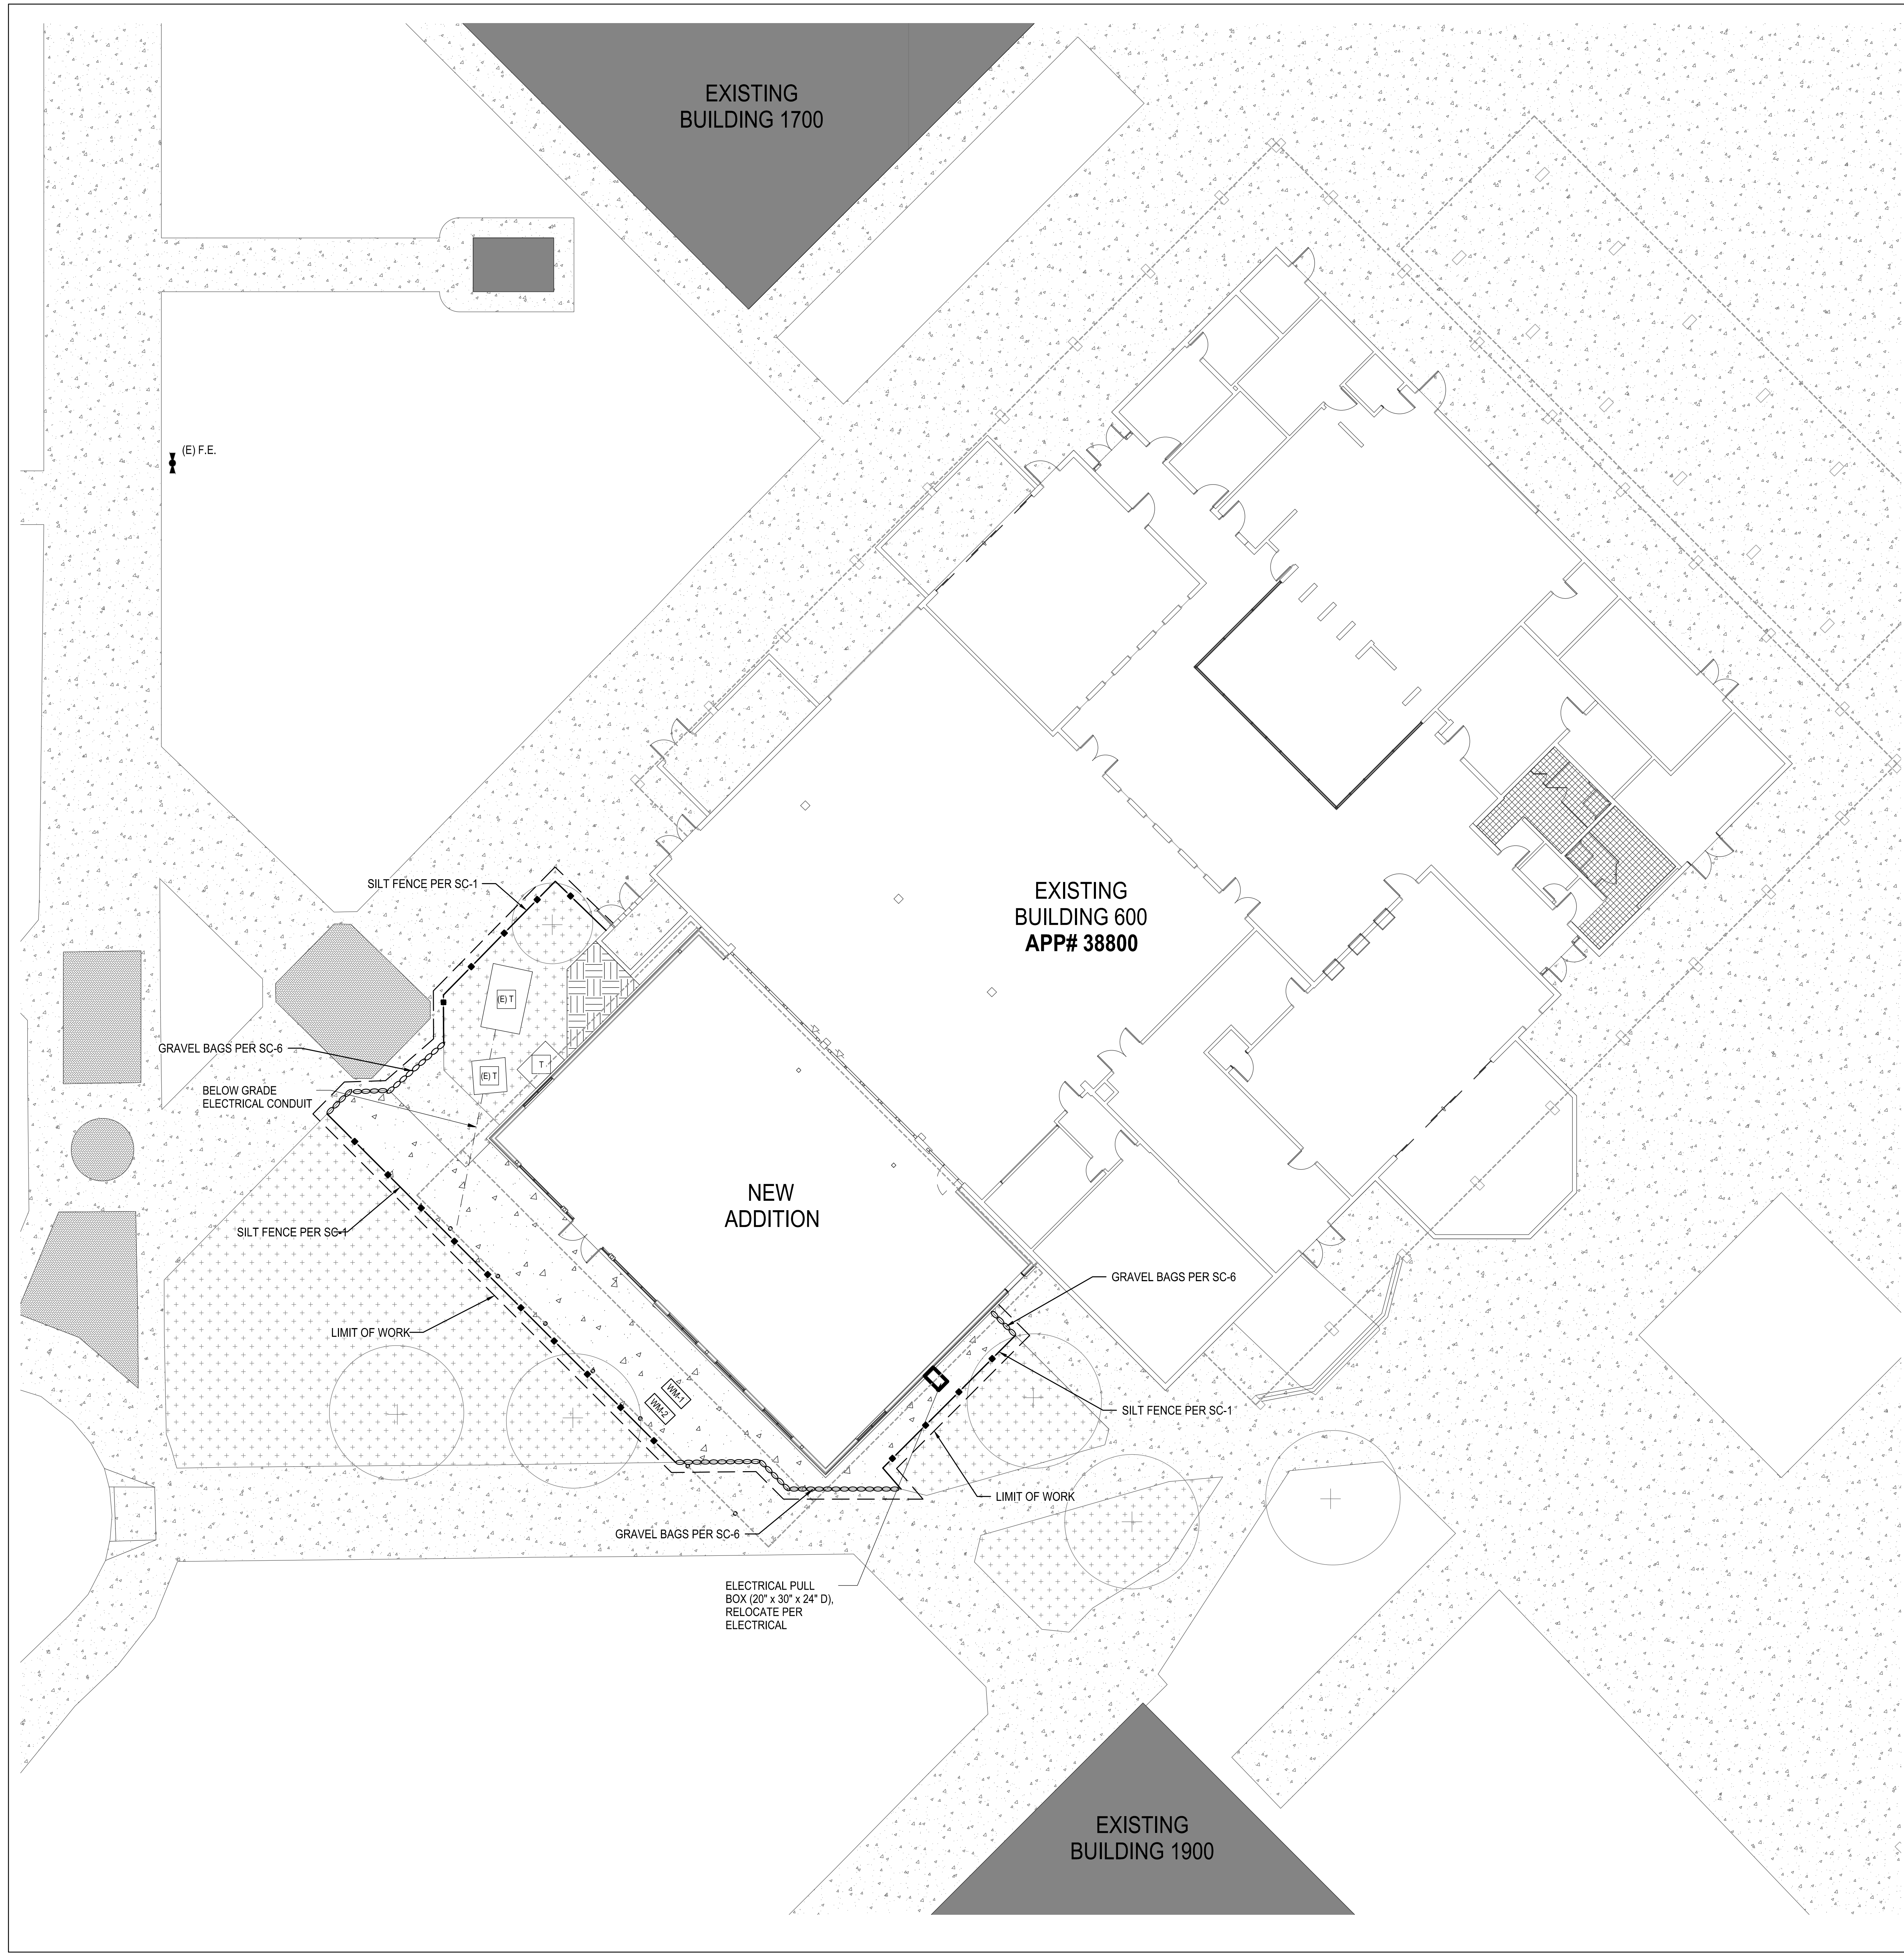 EXISTING
BUILDING 1700
(E) F.E.
SILT FENCE PER SC-1
EXISTING
BUILDING 600
APP# 38800
(E) T
GRAVEL BAGS PER SC-6
T
(E) T
BELOW GRADE
ELECTRICAL CONDUIT
NEW
ADDITION
SILT FENCE PER SC-1
GRAVEL BAGS PER SC-6
LIMIT OF WORK
WM-1
WM-2
SILT FENCE PER SC-1
LIMIT OF WORK
GRAVEL BAGS PER SC-6
ELECTRICAL PULL
BOX (20" x 30" x 24" D),
RELOCATE PER
ELECTRICAL
EXISTING
BUILDING 1900